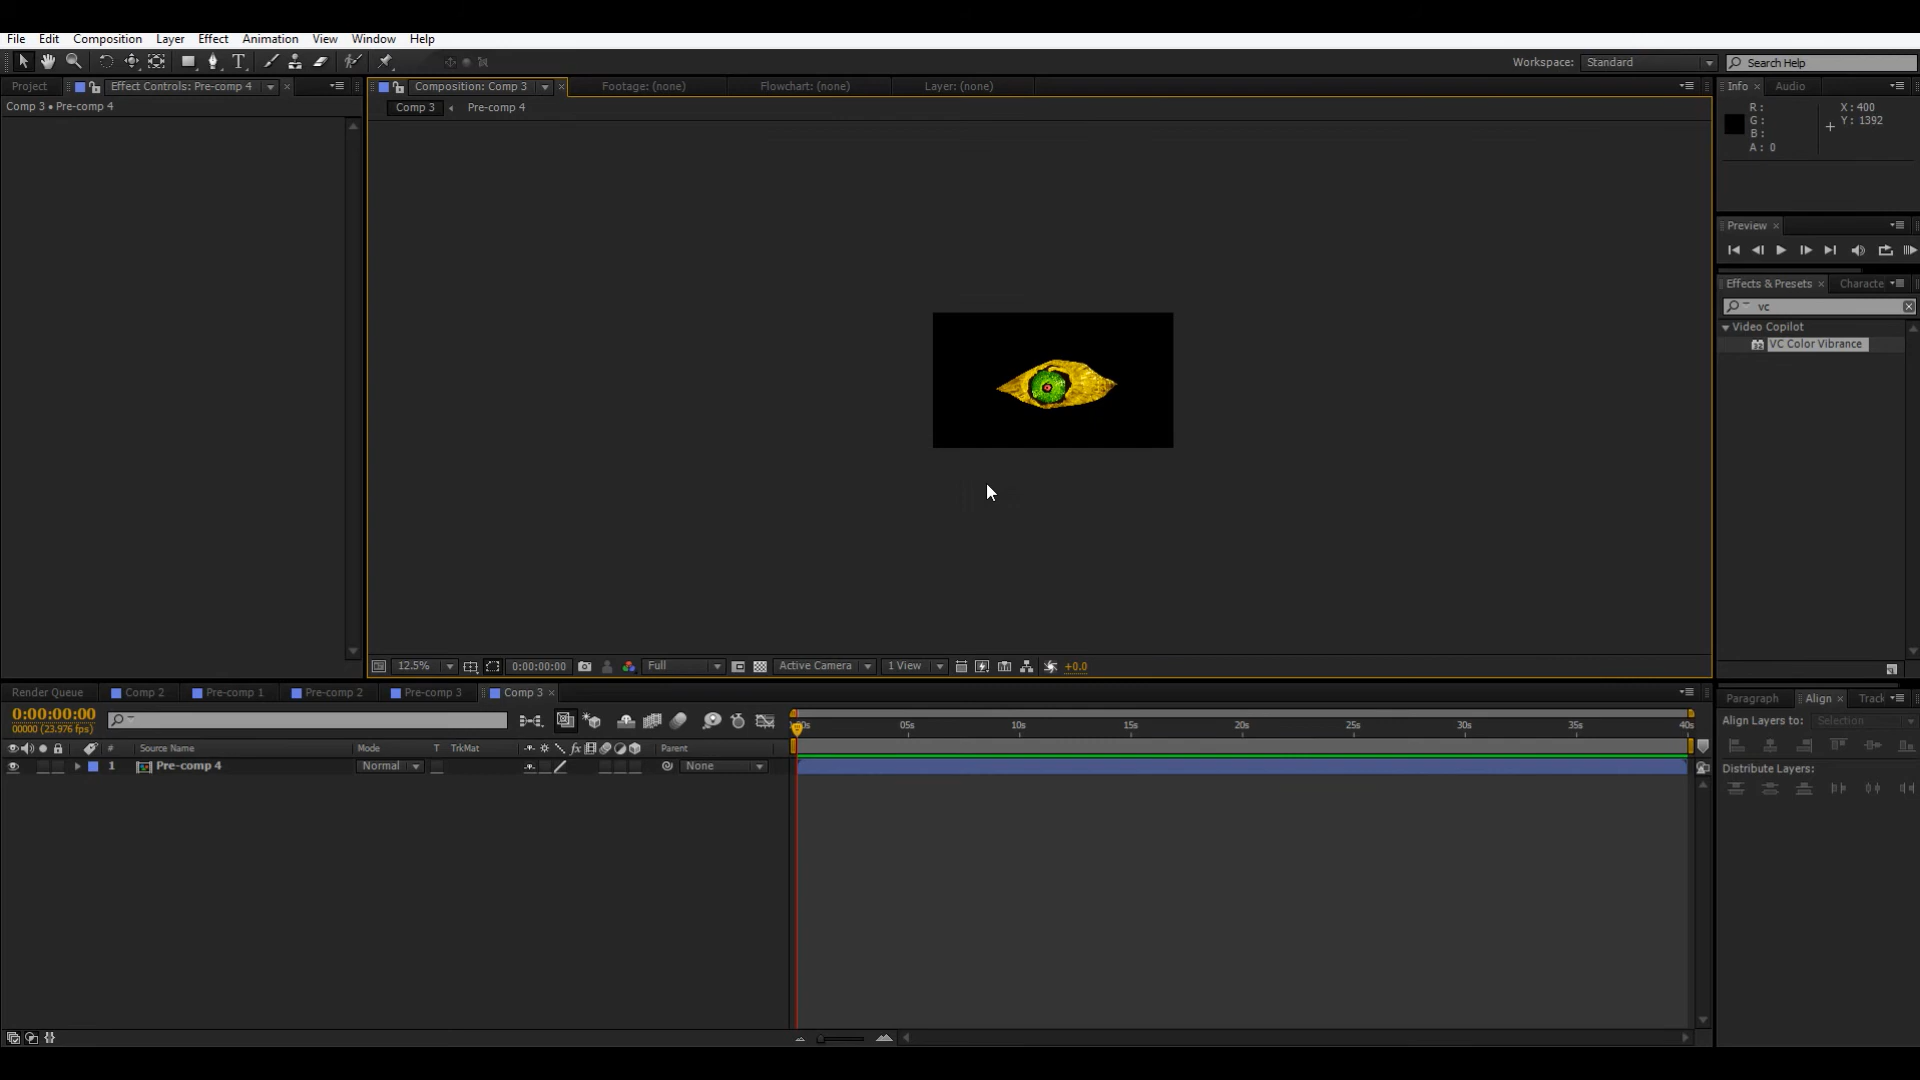 File Edit Composition Layer Effect Animation View Window Help
Workspace: Standard Search Help
Project Effect Controls: Pre-comp 4 Composition: Comp 3 Footage: (none) Flowchart: (none) Layer: (none) Info Audio
Comp 3 • Pre-comp 4
Comp 3 Pre-comp 4
R : X : 400
G : Y : 1392
B :
A : 0
Preview
Effects & Presets Characte
vc
Video Copilot
VC Color Vibrance
12.5% 0:00:00:00 Full Active Camera 1 View +0.0
Render Queue Comp 2 Pre-comp 1 Pre-comp 2 Pre-comp 3 Comp 3
Paragraph Align Track
0:00:00:00
00000 (23.976 fps)
Align Layers to: Selection
05s 10s 15s 20s 25s 30s 35s 40s
# Source Name Mode T TrkMat fx Parent
1 Pre-comp 4 Normal None
Distribute Layers: